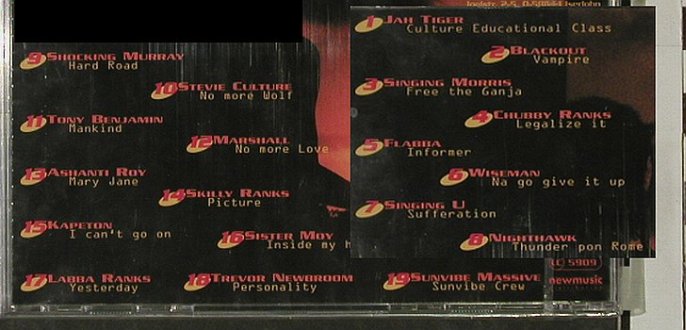 1 Jah Tiger
Culture Educational Class
2 Blackout
Vampire
3 Singing Morris
Free the Ganja
4 Chubby Ranks
Legalize it
5 Flabba
Informer
6 Wiseman
Na go give it up
7 Singing U
Sufferation
8 Nighthawk
Thunder pon Rome
9 Shocking Murray
Hard Road
10 Stevie Culture
No more Wolf
11 Tony Benjamin
Mankind
12 Marshall
No more Love
13 Ashanti Roy
Mary Jane
14 Skilly Ranks
Picture
15 Kapeton
I can't go on
16 Sister Moy
Inside my h
17 Labba Ranks
Yesterday
18 Trevor Newbroom
Personality
19 Sunvibe Massive
Sunvibe Crew
LC 5909
newmusic